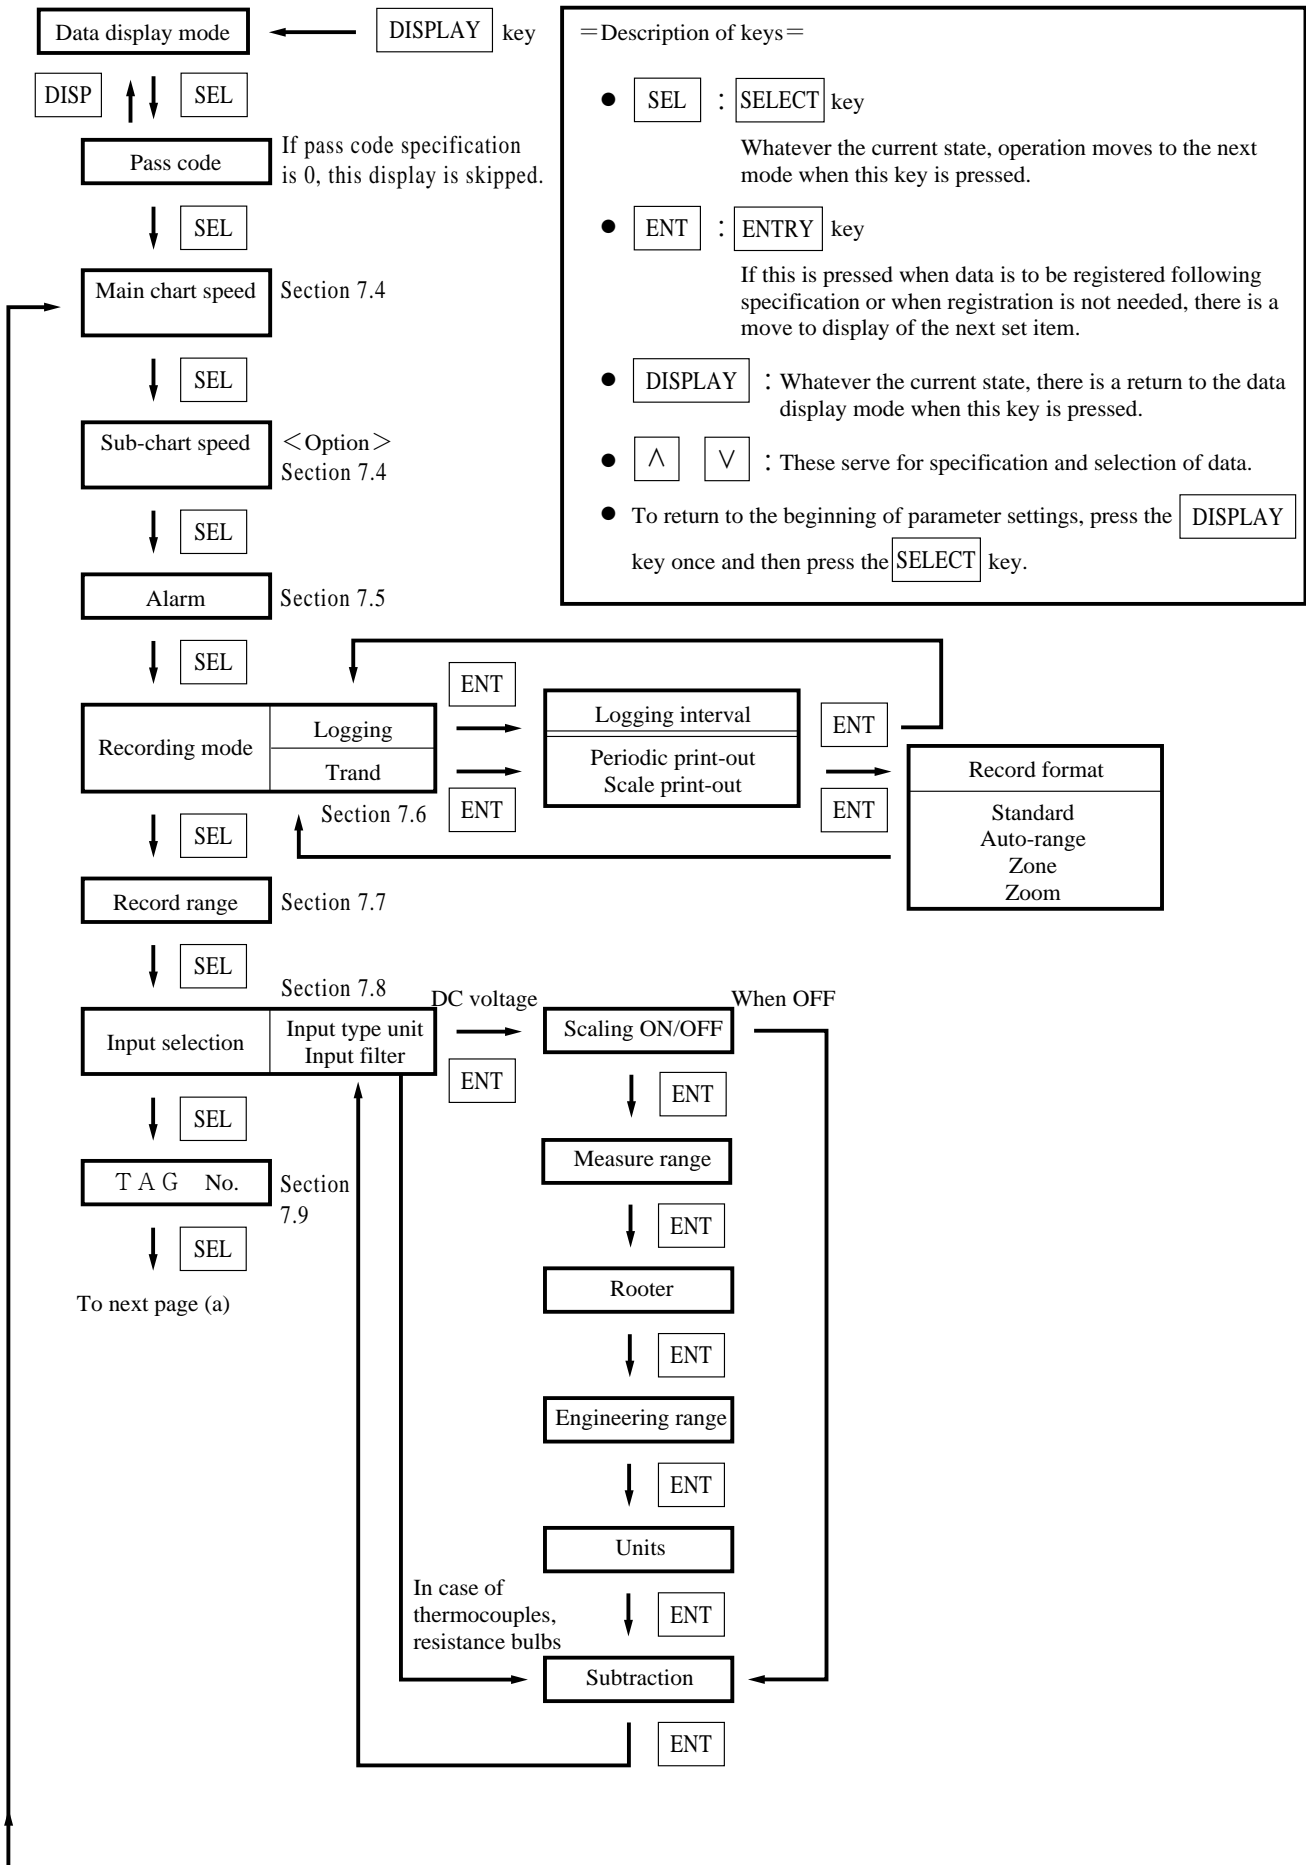 Data display mode
DISPLAY key
DISP
SEL
Pass code
If pass code specification
is 0, this display is skipped.
SEL
Main chart speed
Section 7.4
SEL
Sub-chart speed
＜Option＞
Section 7.4
SEL
Alarm
Section 7.5
SEL
＝Description of keys＝
● SEL : SELECT key
Whatever the current state, operation moves to the next
mode when this key is pressed.
● ENT : ENTRY key
If this is pressed when data is to be registered following
specification or when registration is not needed, there is a
move to display of the next set item.
● DISPLAY : Whatever the current state, there is a return to the data
display mode when this key is pressed.
● ∧ ∨ : These serve for specification and selection of data.
● To return to the beginning of parameter settings, press the DISPLAY
key once and then press the SELECT key.
Recording mode
Logging
Trand
Section 7.6
ENT
ENT
Logging interval
Periodic print-out
Scale print-out
ENT
ENT
Record format
Standard
Auto-range
Zone
Zoom
SEL
Record range
Section 7.7
SEL
Section 7.8
Input selection
Input type unit
Input filter
DC voltage
ENT
Scaling ON/OFF
When OFF
ENT
Measure range
ENT
Rooter
ENT
Engineering range
ENT
Units
ENT
In case of
thermocouples,
resistance bulbs
Subtraction
ENT
SEL
ＴＡＧ No.
Section
7.9
SEL
To next page (a)